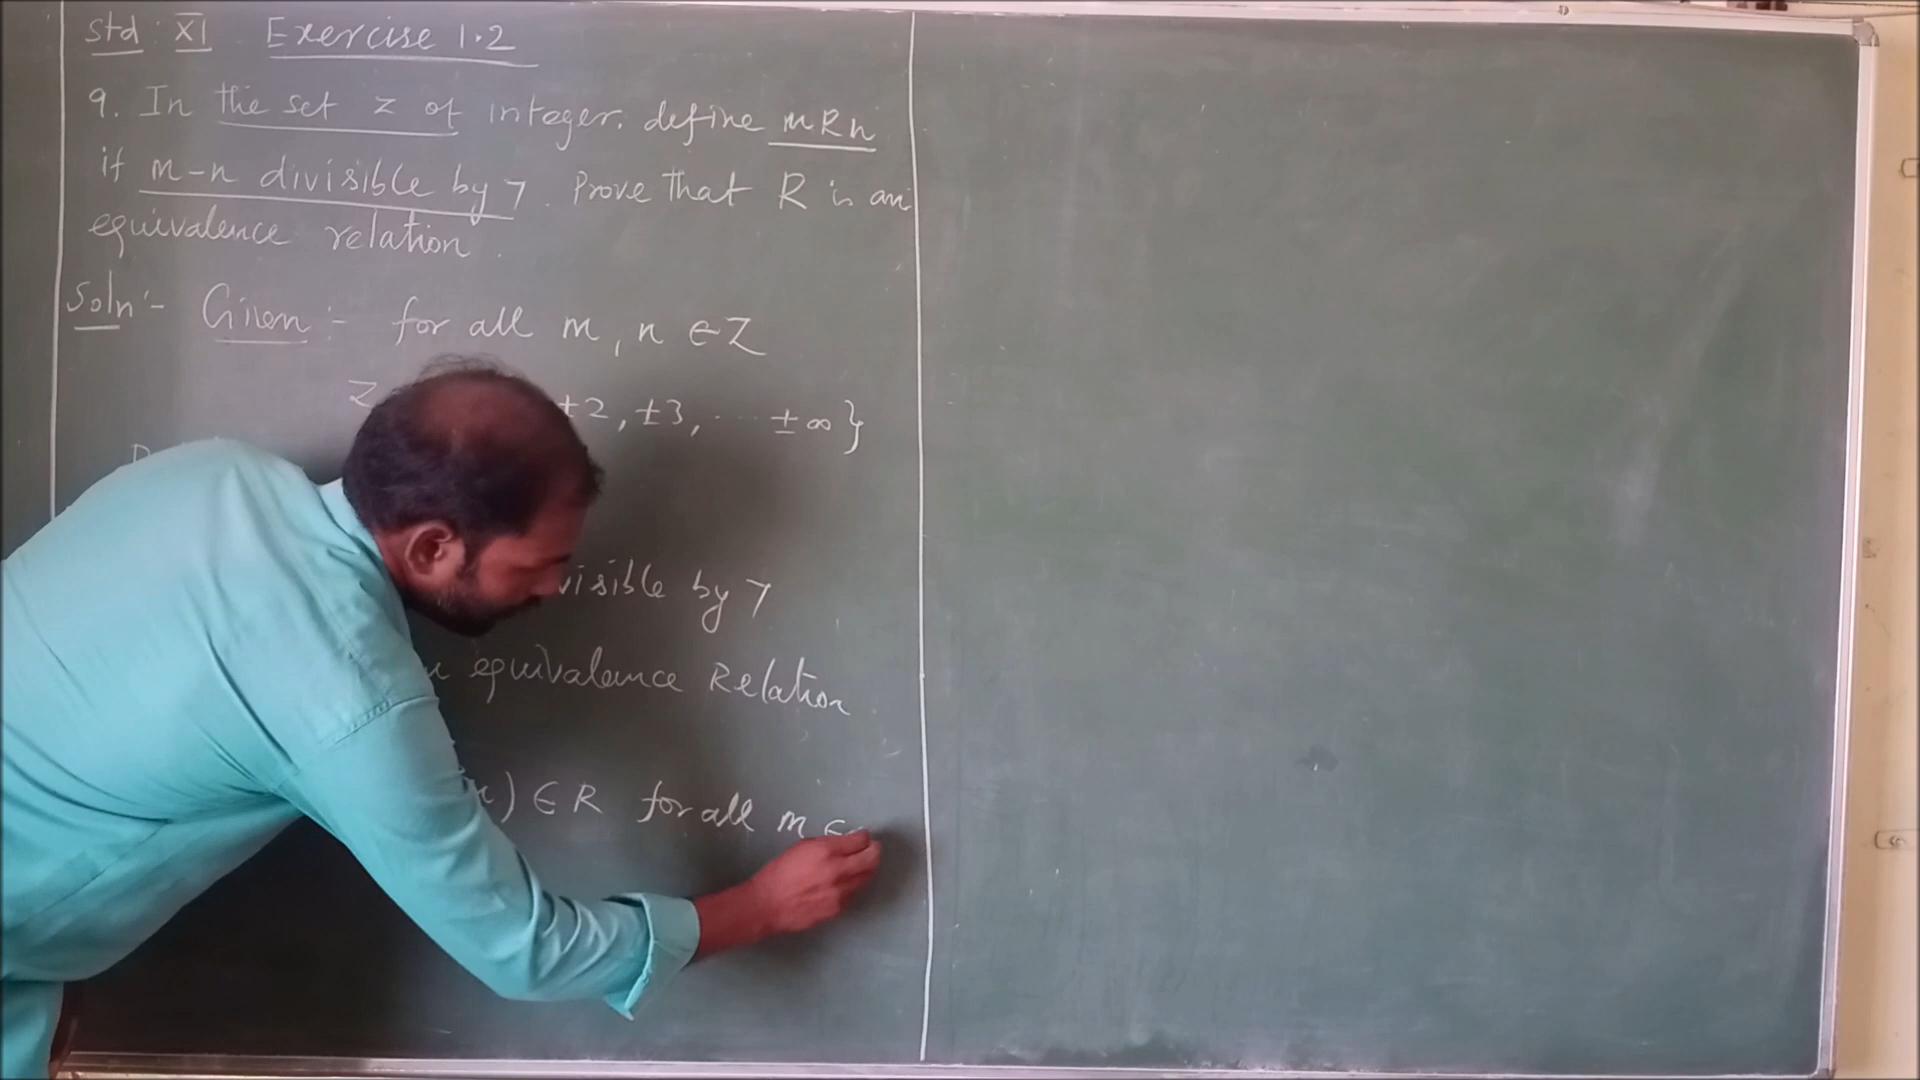 Std : XI Exercise 1.2
9. In the set Z of integer. define mRn
if m-n divisible by 7. Prove that R is an
equivalence relation.
Soln:- Given :- for all m, n ∈ Z
Z ±2, ±3, ... ±∞}
by 7
equivalence Relation
) ∈ R for all m ∈